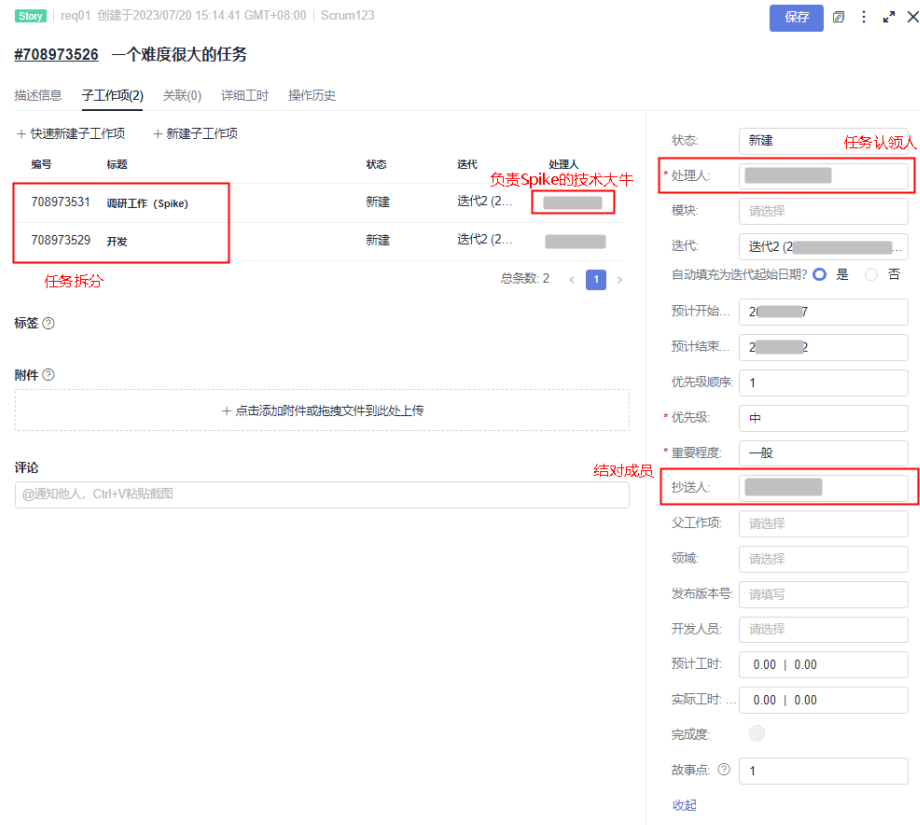 Story req01 创建于2023/07/20 15:14:41 GMT+08:00 Scrum123
保存
#708973526 一个难度很大的任务
描述信息 子工作项(2) 关联(0) 详细工时 操作历史
+ 快速新建子工作项 + 新建子工作项
编号 标题 状态 迭代 处理人
负责Spike的技术大牛
708973531 调研工作（Spike) 新建 迭代2 (2...
708973529 开发 新建 迭代2 (2...
任务拆分
总条数: 2 < 1 >
标签
附件
+ 点击添加附件或拖拽文件到此处上传
评论
@通知他人，Ctrl+V粘贴截图
状态: 新建
任务认领人
* 处理人:
模块: 请选择
迭代: 迭代2 (2 ...
自动填充为迭代起始日期? 是 否
预计开始... 2 7
预计结束... 2 2
优先级顺序: 1
* 优先级: 中
* 重要程度: 一般
结对成员
抄送人:
父工作项: 请选择
领域: 请选择
发布版本号: 请填写
开发人员: 请选择
预计工时: 0.00 | 0.00
实际工时: ... 0.00 | 0.00
完成度:
故事点: 1
收起